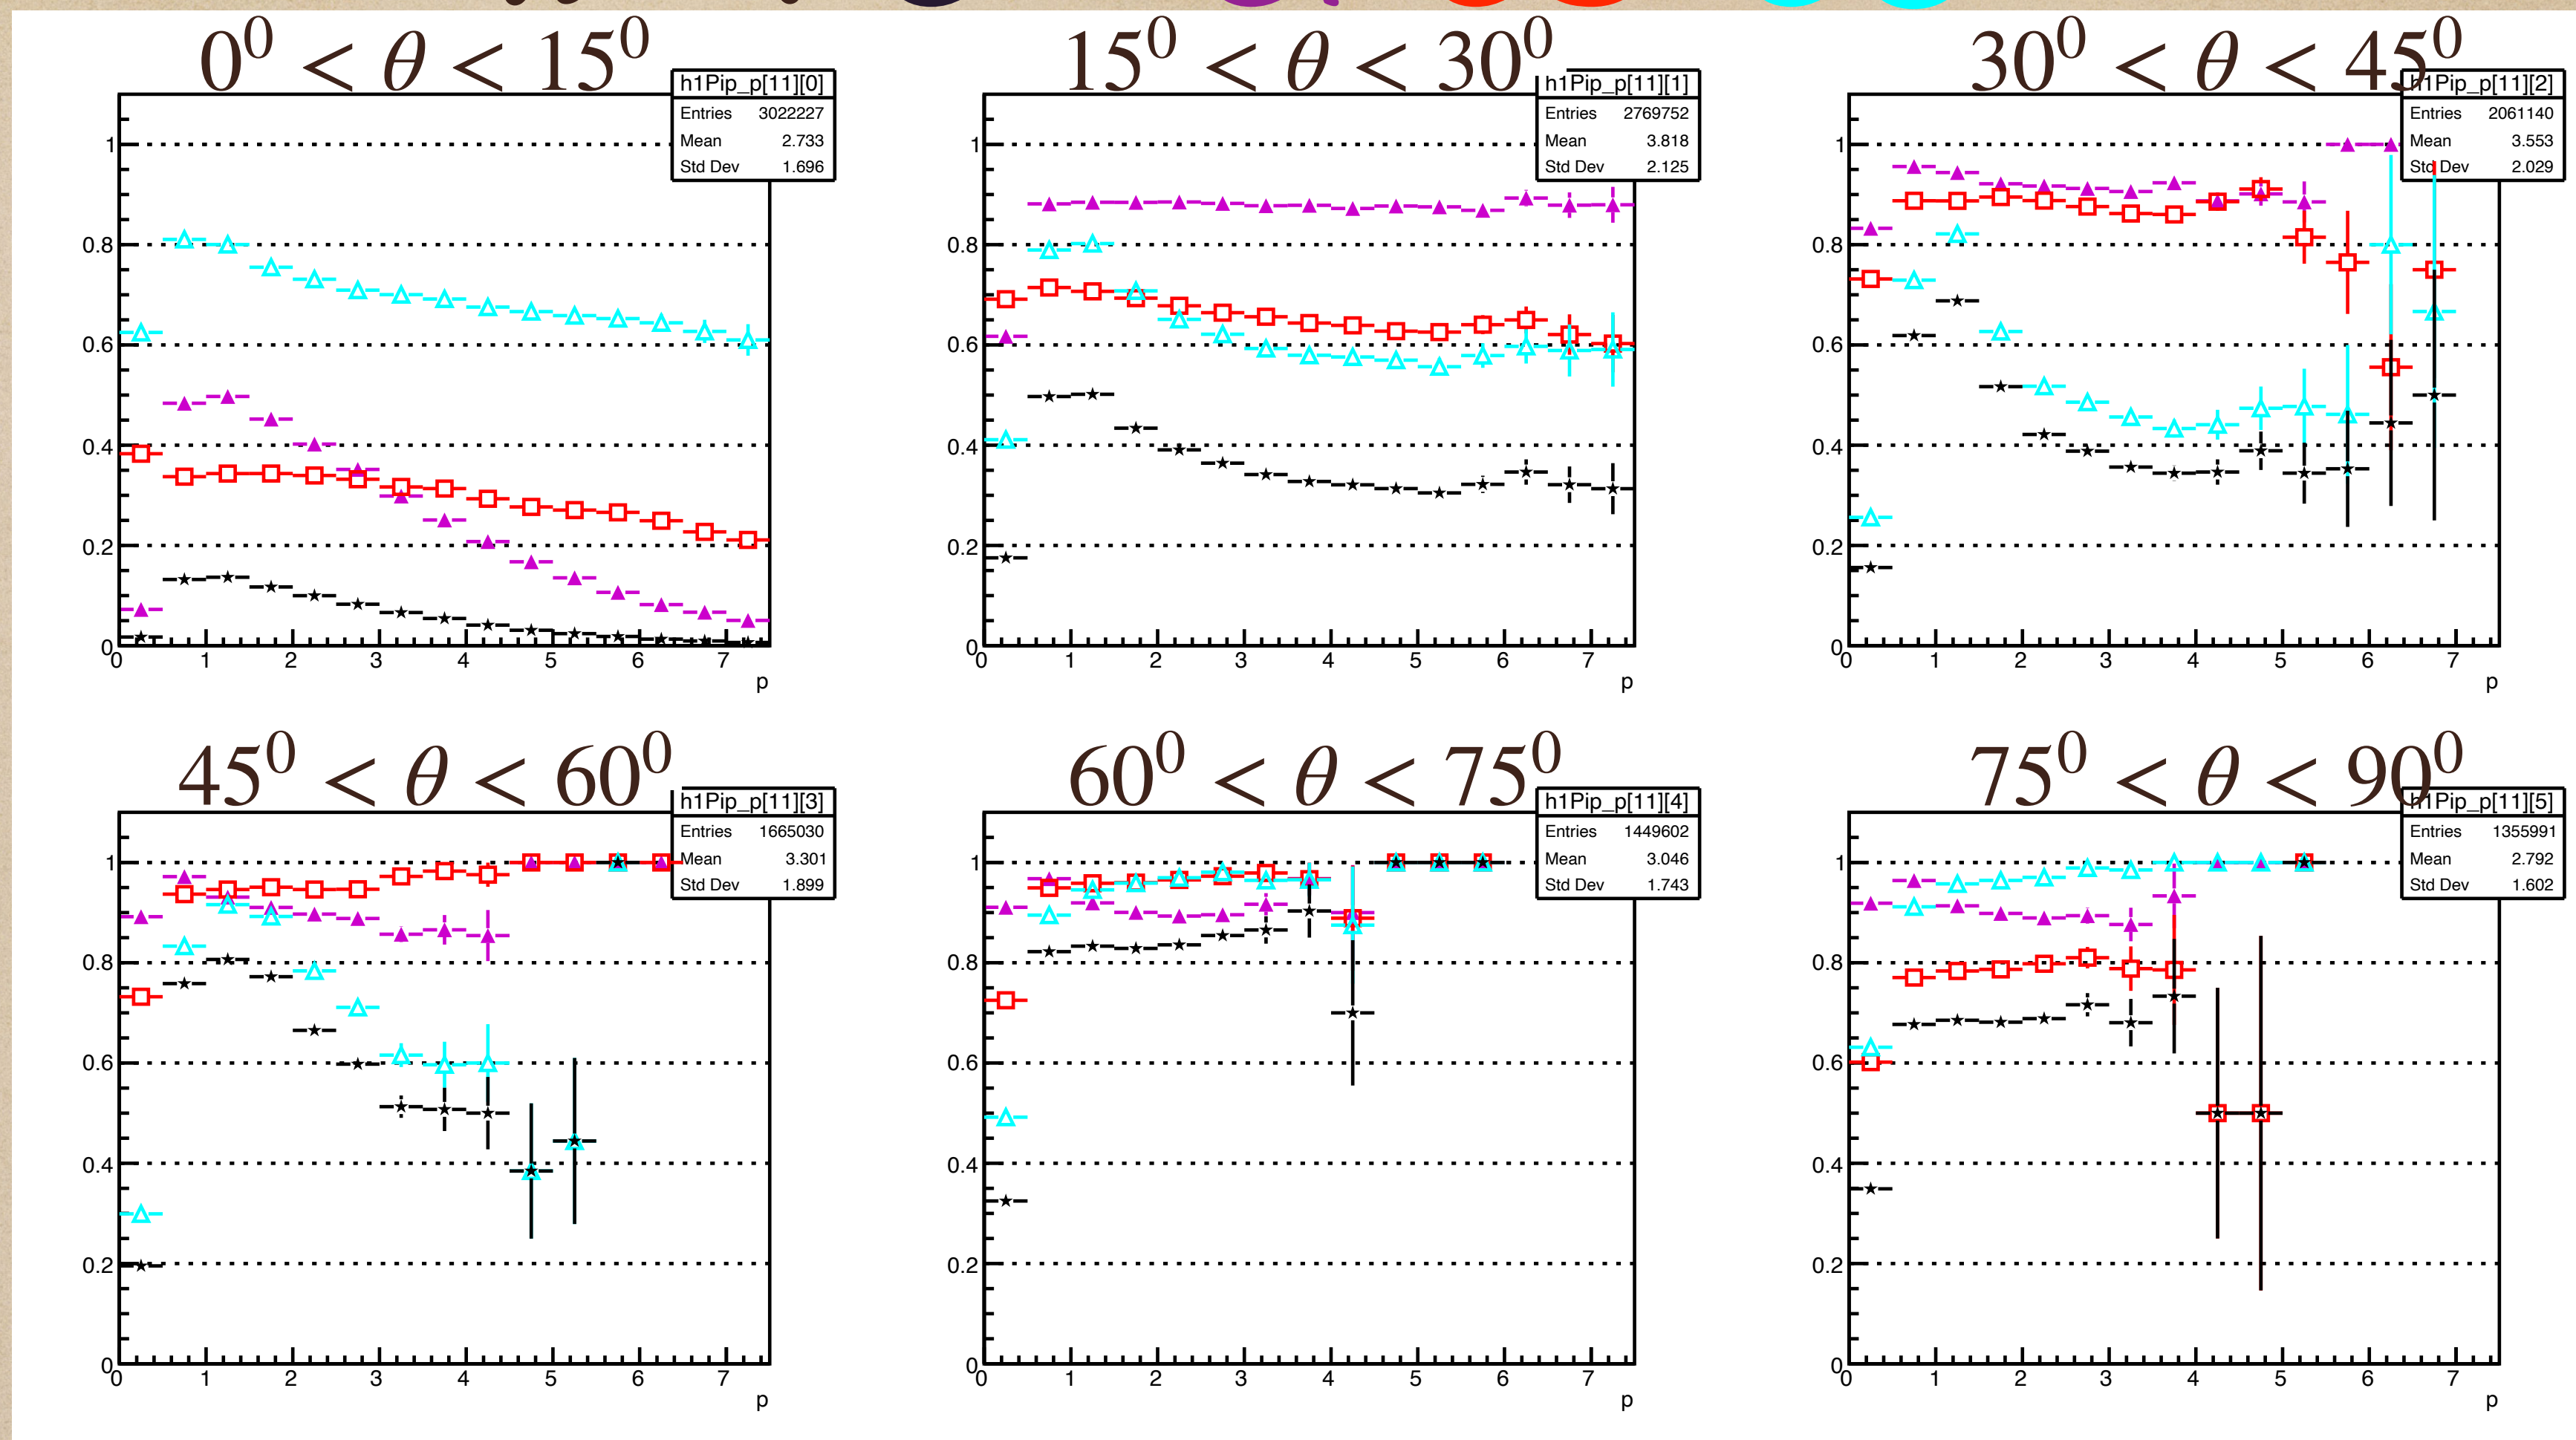 0⁰ < θ < 15⁰
h1Pip_p[11][0]
Entries 3022227
Mean 2.733
Std Dev 1.696
1
0.8
0.6
0.4
0.2
0
0 1 2 3 4 5 6 7
p
15⁰ < θ < 30⁰
h1Pip_p[11][1]
Entries 2769752
Mean 3.818
Std Dev 2.125
1
0.8
0.6
0.4
0.2
0
0 1 2 3 4 5 6 7
p
30⁰ < θ < 45⁰
h1Pip_p[11][2]
Entries 2061140
Mean 3.553
Std Dev 2.029
1
0.8
0.6
0.4
0.2
0
0 1 2 3 4 5 6 7
p
45⁰ < θ < 60⁰
h1Pip_p[11][3]
Entries 1665030
Mean 3.301
Std Dev 1.899
1
0.8
0.6
0.4
0.2
0
0 1 2 3 4 5 6 7
p
60⁰ < θ < 75⁰
h1Pip_p[11][4]
Entries 1449602
Mean 3.046
Std Dev 1.743
1
0.8
0.6
0.4
0.2
0
0 1 2 3 4 5 6 7
p
75⁰ < θ < 90⁰
h1Pip_p[11][5]
Entries 1355991
Mean 2.792
Std Dev 1.602
1
0.8
0.6
0.4
0.2
0
0 1 2 3 4 5 6 7
p